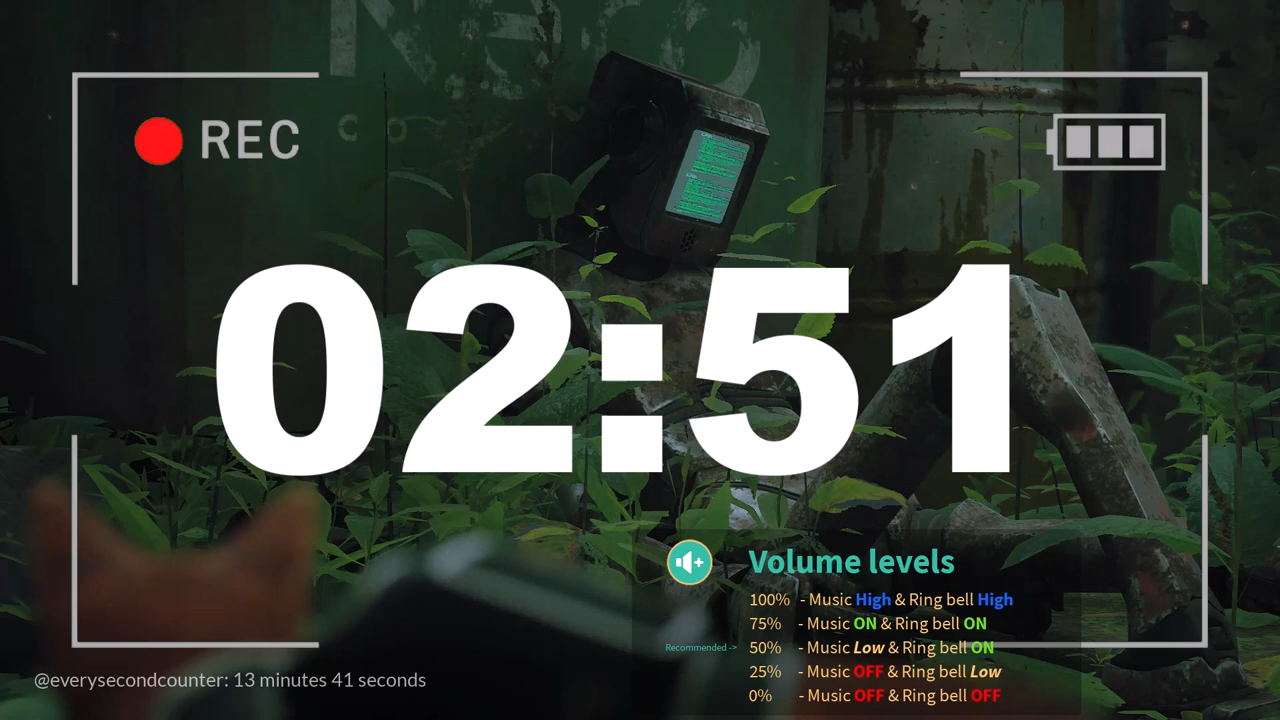 REC
02:51
Volume levels
100% - Music High & Ring bell High
75% - Music ON & Ring bell ON
Recommended -> 50% - Music Low & Ring bell ON
25% - Music OFF & Ring bell Low
0% - Music OFF & Ring bell OFF
@everysecondcounter: 13 minutes 41 seconds